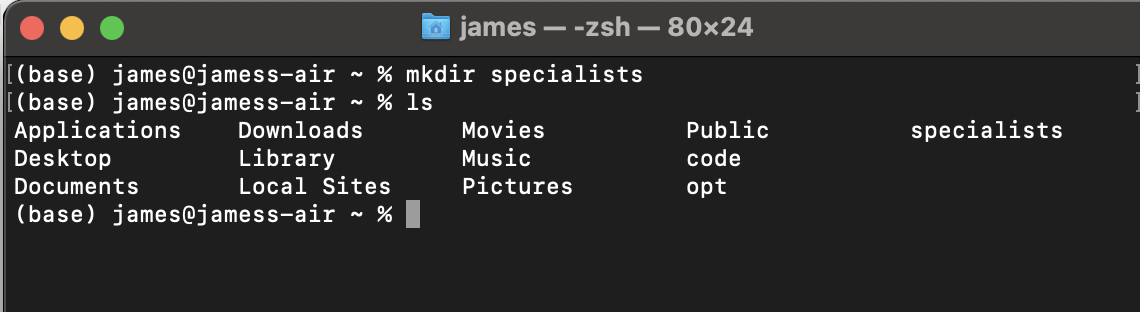 james — -zsh — 80×24
(base) james@jamess-air ~ % mkdir specialists
(base) james@jamess-air ~ % ls
Applications    Downloads       Movies          Public          specialists
Desktop         Library         Music           code
Documents       Local Sites     Pictures        opt
(base) james@jamess-air ~ %